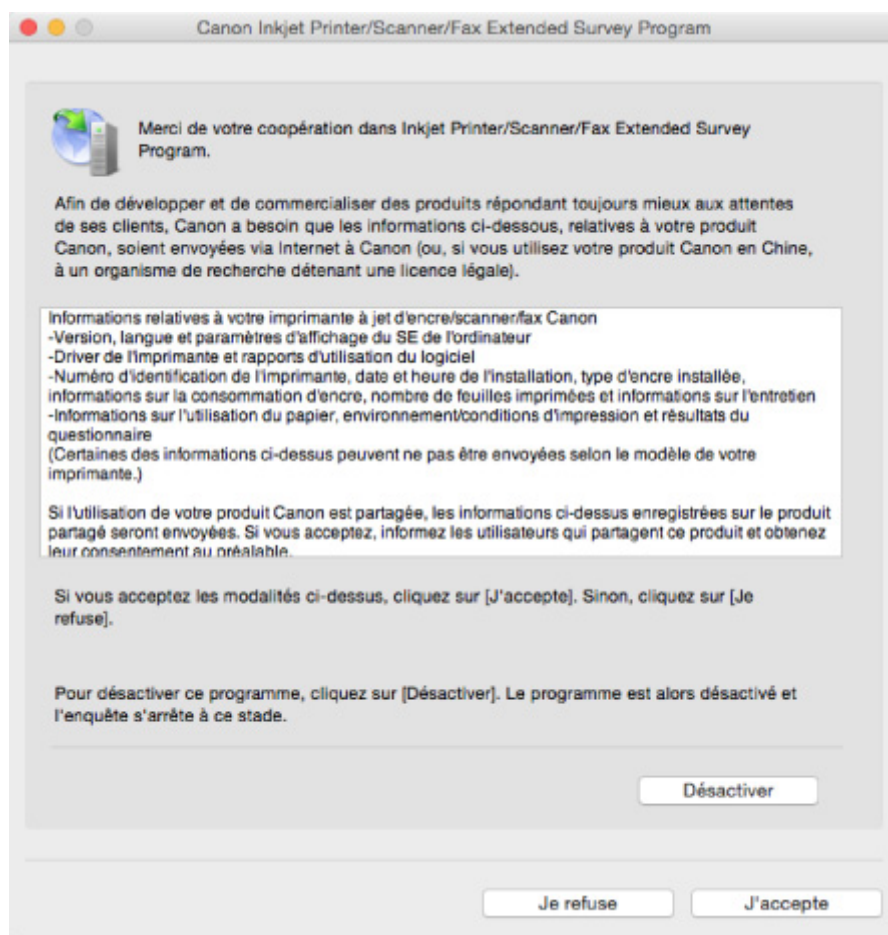 Canon Inkjet Printer/Scanner/Fax Extended Survey Program
Merci de votre coopération dans Inkjet Printer/Scanner/Fax Extended Survey
Program.
Afin de développer et de commercialiser des produits répondant toujours mieux aux attentes
de ses clients, Canon a besoin que les informations ci-dessous, relatives à votre produit
Canon, soient envoyées via Internet à Canon (ou, si vous utilisez votre produit Canon en Chine,
à un organisme de recherche détenant une licence légale).
Informations relatives à votre imprimante à jet d'encre/scanner/fax Canon
-Version, langue et paramètres d'affichage du SE de l'ordinateur
-Driver de l'imprimante et rapports d'utilisation du logiciel
-Numéro d'identification de l'imprimante, date et heure de l'installation, type d'encre installée,
informations sur la consommation d'encre, nombre de feuilles imprimées et informations sur l'entretien
-Informations sur l'utilisation du papier, environnement/conditions d'impression et résultats du
questionnaire
(Certaines des informations ci-dessus peuvent ne pas être envoyées selon le modèle de votre
imprimante.)
Si l'utilisation de votre produit Canon est partagée, les informations ci-dessus enregistrées sur le produit
partagé seront envoyées. Si vous acceptez, informez les utilisateurs qui partagent ce produit et obtenez
leur consentement au préalable.
Si vous acceptez les modalités ci-dessus, cliquez sur [J'accepte]. Sinon, cliquez sur [Je
refuse].
Pour désactiver ce programme, cliquez sur [Désactiver]. Le programme est alors désactivé et
l'enquête s'arrête à ce stade.
Désactiver
Je refuse
J'accepte